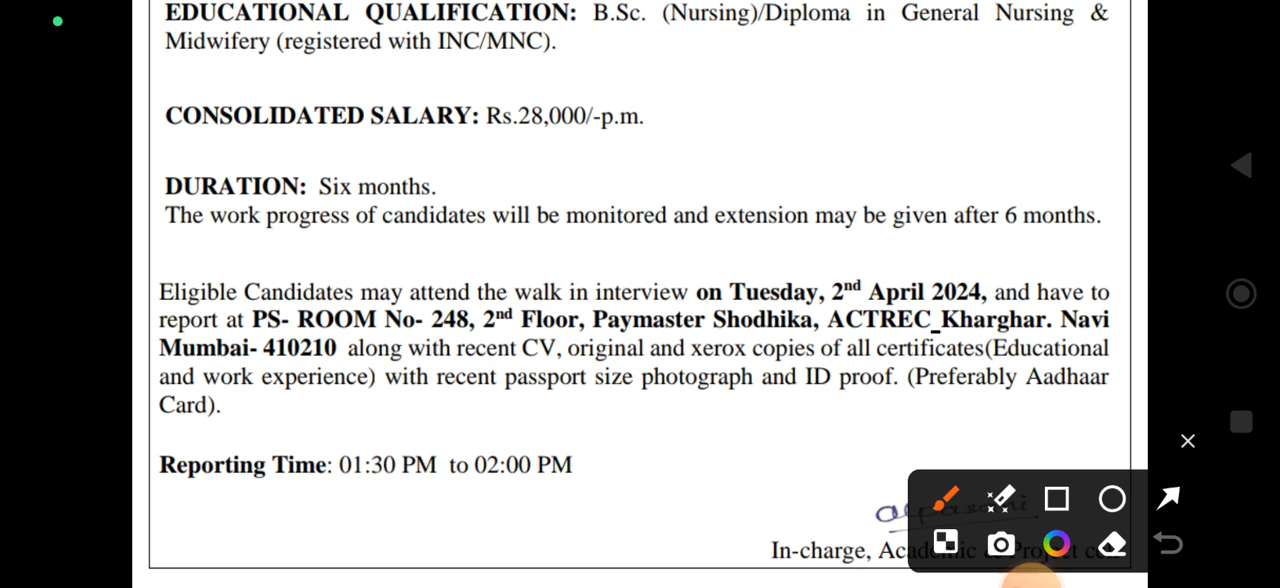 EDUCATIONAL QUALIFICATION: B.Sc. (Nursing)/Diploma in General Nursing &
Midwifery (registered with INC/MNC).
CONSOLIDATED SALARY: Rs.28,000/-p.m.
DURATION: Six months.
The work progress of candidates will be monitored and extension may be given after 6 months.
Eligible Candidates may attend the walk in interview on Tuesday, 2nd April 2024, and have to
report at PS- ROOM No- 248, 2nd Floor, Paymaster Shodhika, ACTREC_Kharghar. Navi
Mumbai- 410210 along with recent CV, original and xerox copies of all certificates(Educational
and work experience) with recent passport size photograph and ID proof. (Preferably Aadhaar
Card).
Reporting Time: 01:30 PM to 02:00 PM
In-charge,